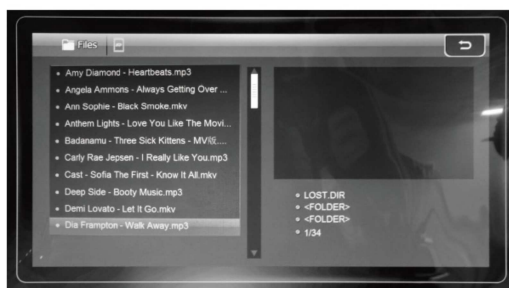 Files
Amy Diamond - Heartbeats.mp3
Angela Ammons - Always Getting Over ...
Ann Sophie - Black Smoke.mkv
Anthem Lights - Love You Like The Movi...
Badanamu - Three Sick Kittens - MV版....
Carly Rae Jepsen - I Really Like You.mp3
Cast - Sofia The First - Know It All.mkv
Deep Side - Booty Music.mp3
Demi Lovato - Let It Go.mkv
Dia Frampton - Walk Away.mp3
LOST.DIR
<FOLDER>
<FOLDER>
1/34